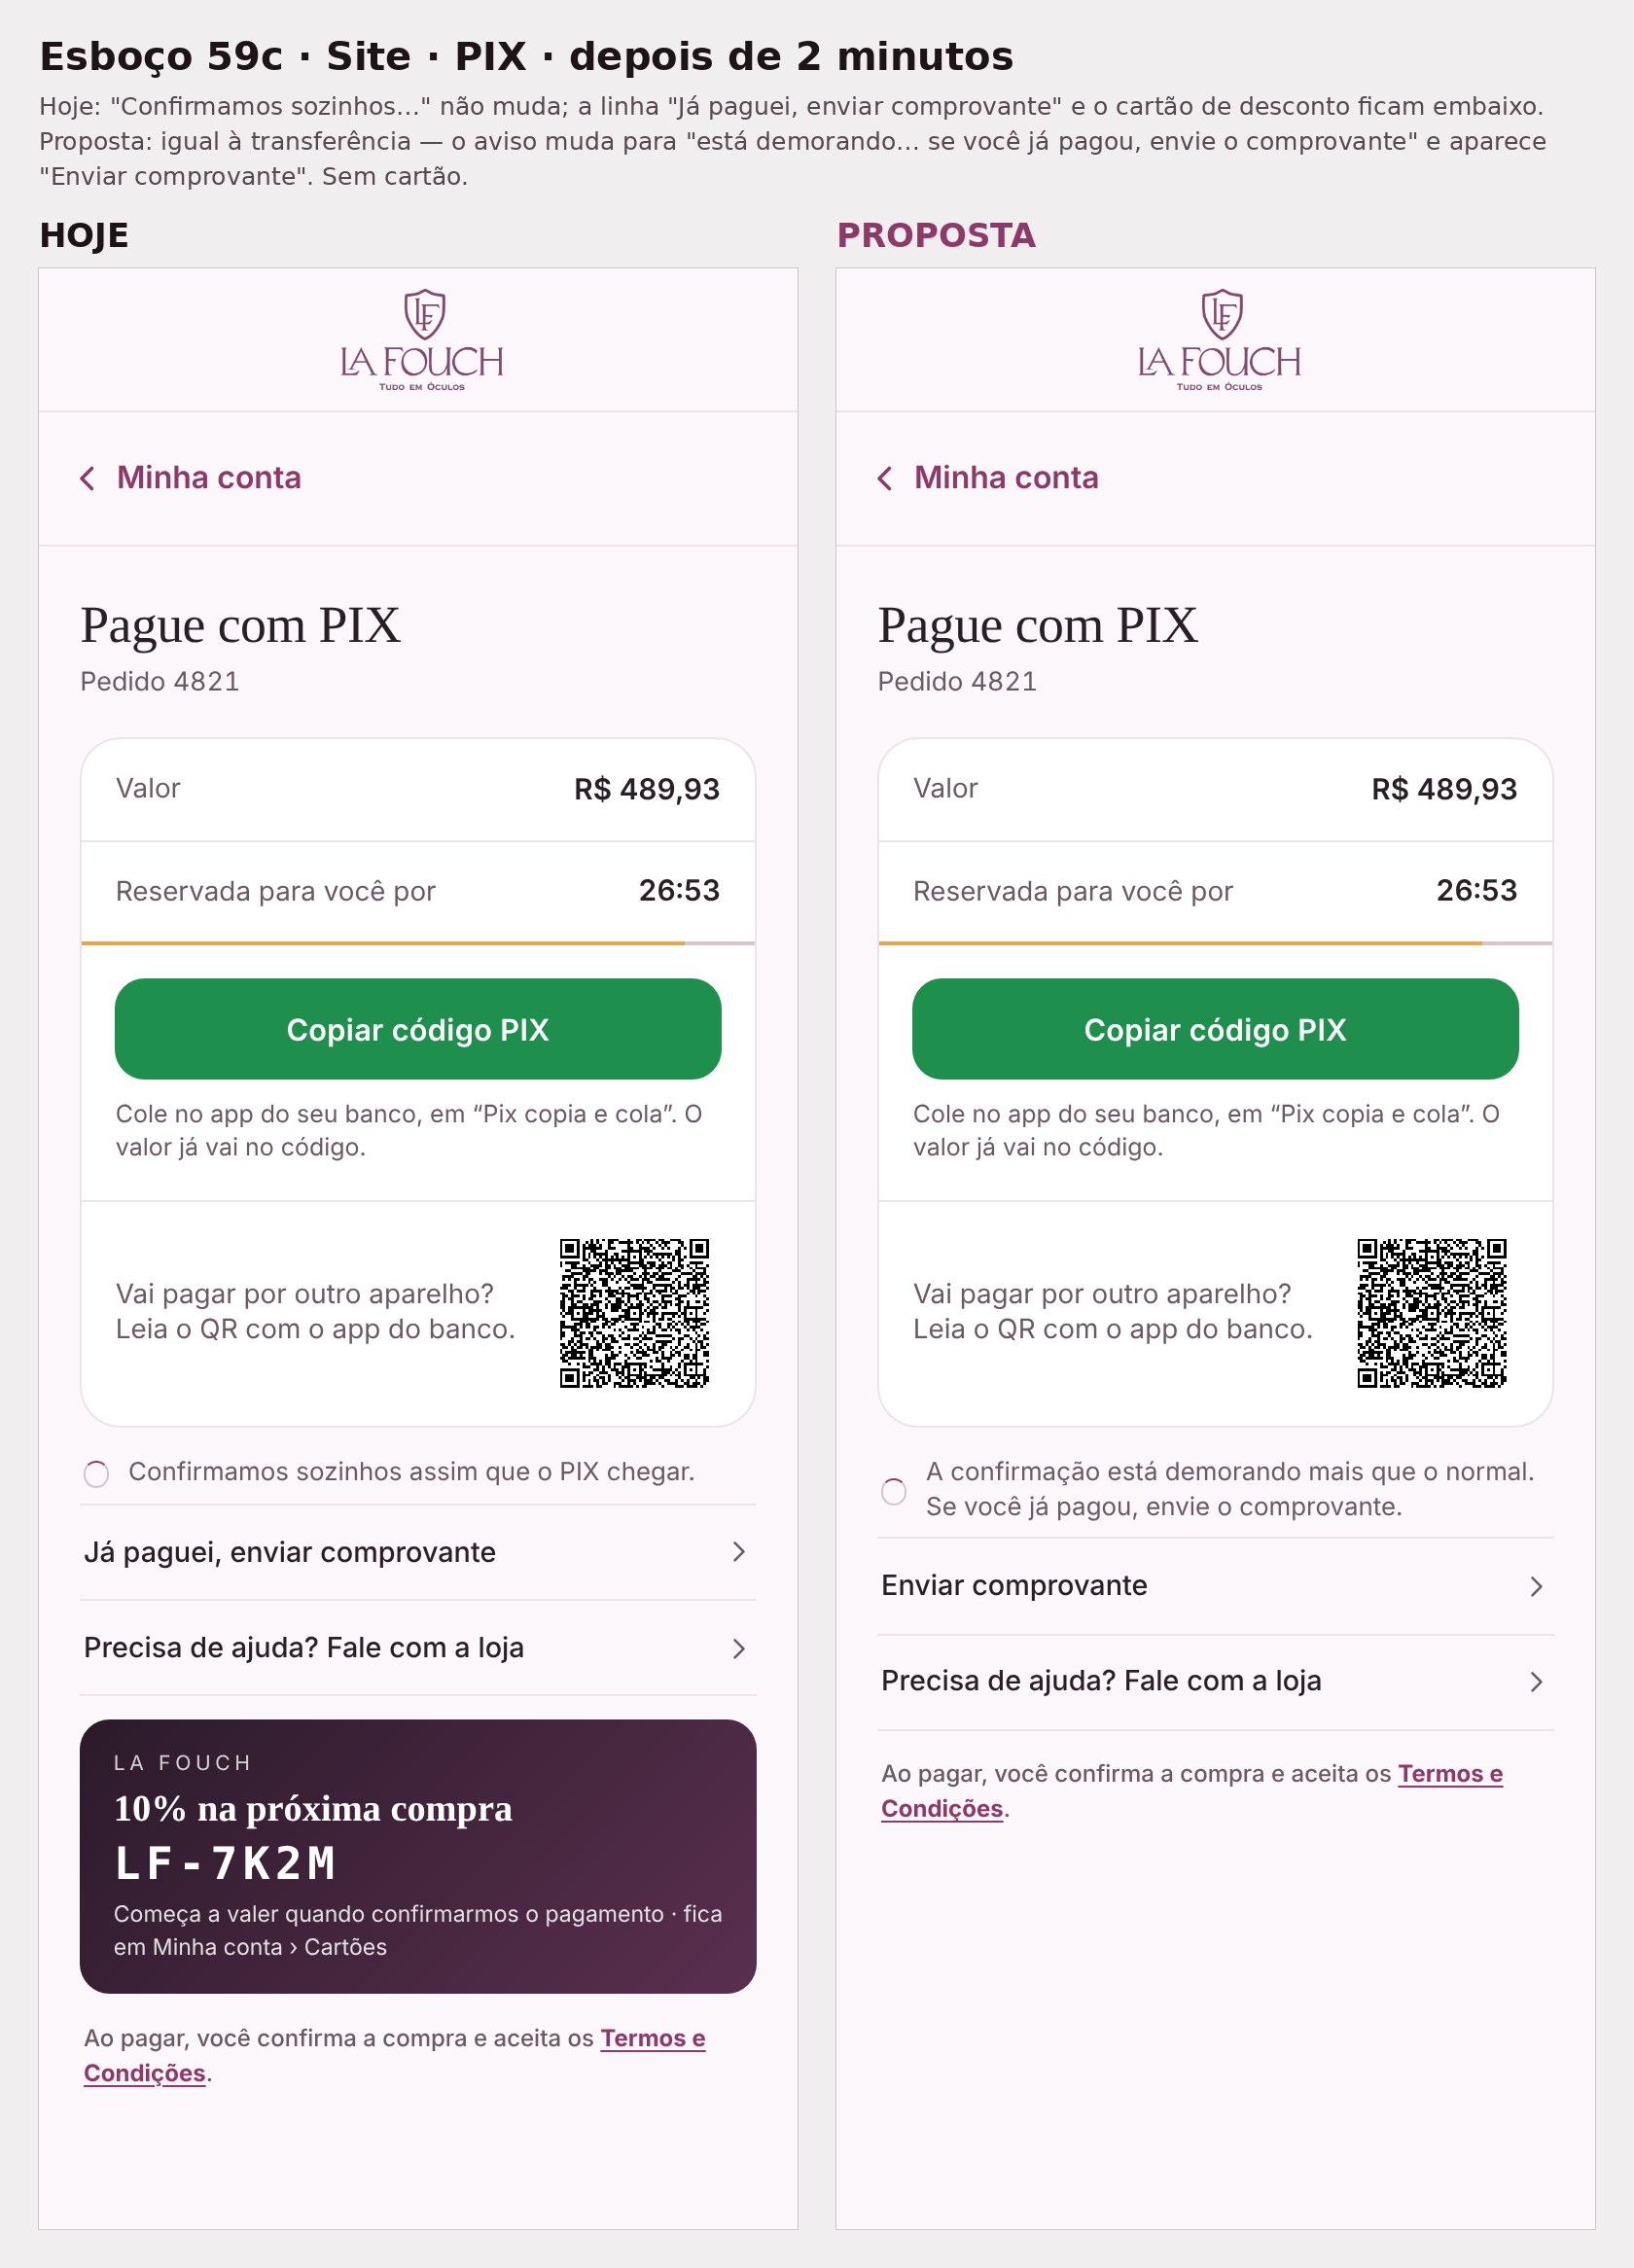 Esboço 59c · Site · PIX · depois de 2 minutos
Hoje: "Confirmamos sozinhos…" não muda; a linha "Já paguei, enviar comprovante" e o cartão de desconto ficam embaixo.
Proposta: igual à transferência — o aviso muda para "está demorando… se você já pagou, envie o comprovante" e aparece
"Enviar comprovante". Sem cartão.
HOJE
LF
LA FOUCH
TUDO EM ÓCULOS
Minha conta
Pague com PIX
Pedido 4821
Valor R$ 489,93
Reservada para você por 26:53
Copiar código PIX
Cole no app do seu banco, em “Pix copia e cola”. O
valor já vai no código.
Vai pagar por outro aparelho?
Leia o QR com o app do banco.
Confirmamos sozinhos assim que o PIX chegar.
Já paguei, enviar comprovante
Precisa de ajuda? Fale com a loja
LA FOUCH
10% na próxima compra
LF-7K2M
Começa a valer quando confirmarmos o pagamento · fica
em Minha conta › Cartões
Ao pagar, você confirma a compra e aceita os Termos e
Condições.
PROPOSTA
LF
LA FOUCH
TUDO EM ÓCULOS
Minha conta
Pague com PIX
Pedido 4821
Valor R$ 489,93
Reservada para você por 26:53
Copiar código PIX
Cole no app do seu banco, em “Pix copia e cola”. O
valor já vai no código.
Vai pagar por outro aparelho?
Leia o QR com o app do banco.
A confirmação está demorando mais que o normal.
Se você já pagou, envie o comprovante.
Enviar comprovante
Precisa de ajuda? Fale com a loja
Ao pagar, você confirma a compra e aceita os Termos e
Condições.